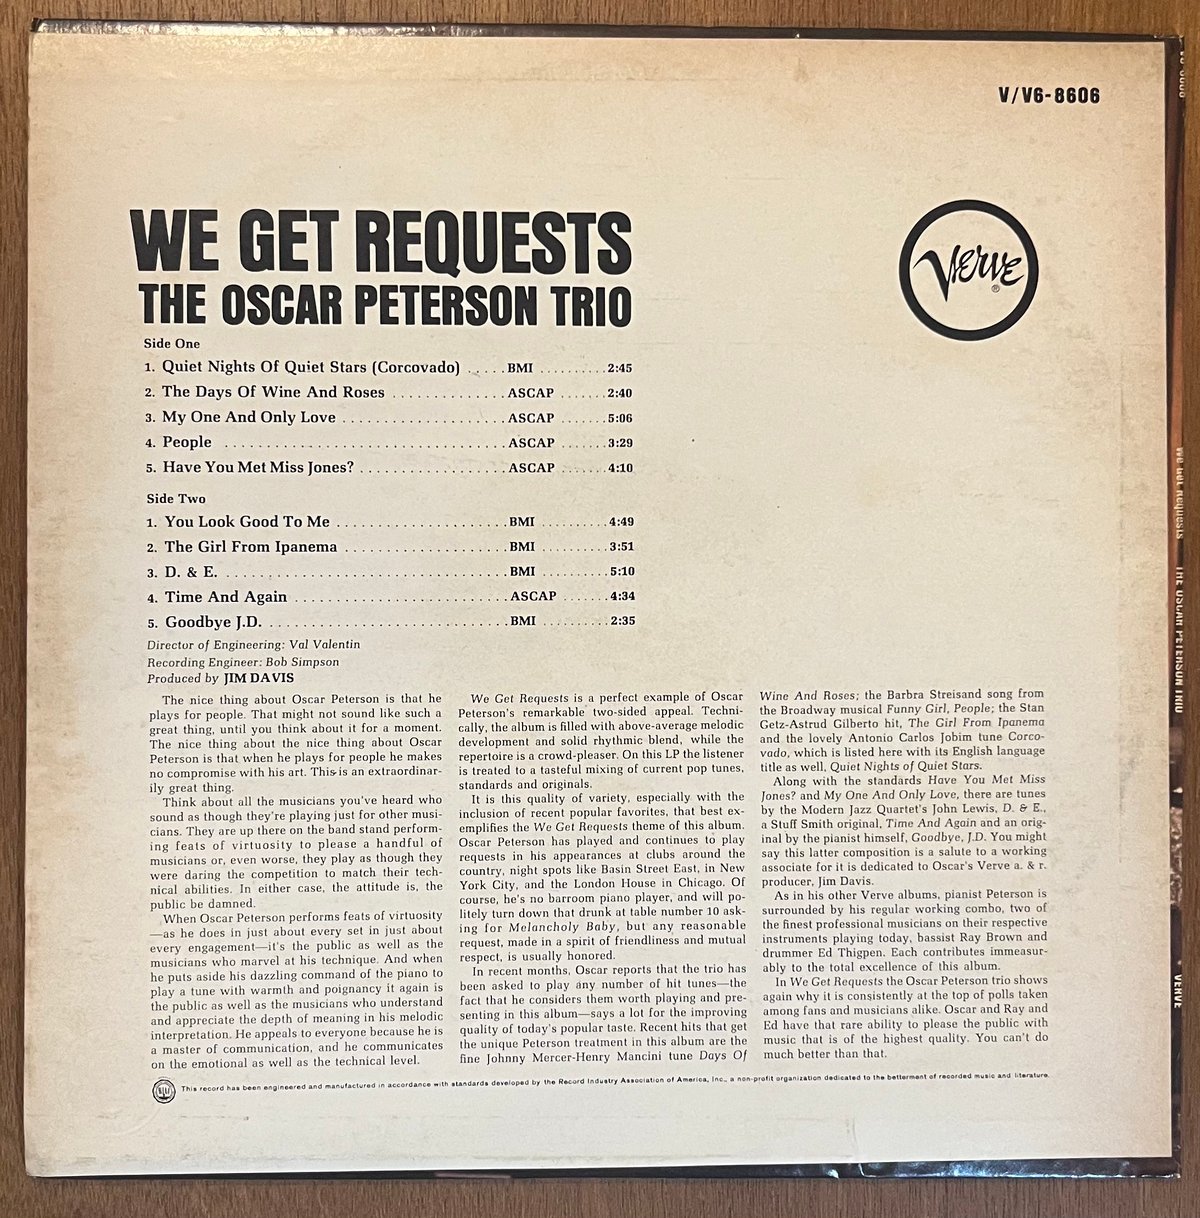 V/V6-8606
WE GET REQUESTS
THE OSCAR PETERSON TRIO
Verve
®
Side One
1. Quiet Nights Of Quiet Stars (Corcovado) ..... BMI ..........2:45
2. The Days Of Wine And Roses .............. ASCAP .......2:40
3. My One And Only Love .................... ASCAP .......5:06
4. People .................................. ASCAP .......3:29
5. Have You Met Miss Jones? .................. ASCAP .......4:10
Side Two
1. You Look Good To Me ..................... BMI ..........4:49
2. The Girl From Ipanema .................... BMI ..........3:51
3. D. & E. ................................... BMI ..........5:10
4. Time And Again ........................... ASCAP .......4:34
5. Goodbye J.D. ............................. BMI ..........2:35
Director of Engineering: Val Valentin
Recording Engineer: Bob Simpson
Produced by JIM DAVIS
The nice thing about Oscar Peterson is that he
plays for people. That might not sound like such a
great thing, until you think about it for a moment.
The nice thing about the nice thing about Oscar
Peterson is that when he plays for people he makes
no compromise with his art. This is an extraordinar-
ily great thing.
Think about all the musicians you've heard who
sound as though they're playing just for other musi-
cians. They are up there on the band stand perform-
ing feats of virtuosity to please a handful of
musicians or, even worse, they play as though they
were daring the competition to match their tech-
nical abilities. In either case, the attitude is, the
public be damned.
When Oscar Peterson performs feats of virtuosity
—as he does in just about every set in just about
every engagement—it's the public as well as the
musicians who marvel at his technique. And when
he puts aside his dazzling command of the piano to
play a tune with warmth and poignancy it again is
the public as well as the musicians who understand
and appreciate the depth of meaning in his melodic
interpretation. He appeals to everyone because he is
a master of communication, and he communicates
on the emotional as well as the technical level.
We Get Requests is a perfect example of Oscar
Peterson's remarkable two-sided appeal. Techni-
cally, the album is filled with above-average melodic
development and solid rhythmic blend, while the
repertoire is a crowd-pleaser. On this LP the listener
is treated to a tasteful mixing of current pop tunes,
standards and originals.
It is this quality of variety, especially with the
inclusion of recent popular favorites, that best ex-
emplifies the We Get Requests theme of this album.
Oscar Peterson has played and continues to play
requests in his appearances at clubs around the
country, night spots like Basin Street East, in New
York City, and the London House in Chicago. Of
course, he's no barroom piano player, and will po-
litely turn down that drunk at table number 10 ask-
ing for Melancholy Baby, but any reasonable
request, made in a spirit of friendliness and mutual
respect, is usually honored.
In recent months, Oscar reports that the trio has
been asked to play any number of hit tunes—the
fact that he considers them worth playing and pre-
senting in this album—says a lot for the improving
quality of today's popular taste. Recent hits that get
the unique Peterson treatment in this album are the
fine Johnny Mercer-Henry Mancini tune Days Of
Wine And Roses; the Barbra Streisand song from
the Broadway musical Funny Girl, People; the Stan
Getz-Astrud Gilberto hit, The Girl From Ipanema
and the lovely Antonio Carlos Jobim tune Corco-
vado, which is listed here with its English language
title as well, Quiet Nights of Quiet Stars.
Along with the standards Have You Met Miss
Jones? and My One And Only Love, there are tunes
by the Modern Jazz Quartet's John Lewis, D. & E.,
a Stuff Smith original, Time And Again and an orig-
inal by the pianist himself, Goodbye, J.D. You might
say this latter composition is a salute to a working
associate for it is dedicated to Oscar's Verve a. & r.
producer, Jim Davis.
As in his other Verve albums, pianist Peterson is
surrounded by his regular working combo, two of
the finest professional musicians on their respective
instruments playing today, bassist Ray Brown and
drummer Ed Thigpen. Each contributes immeasur-
ably to the total excellence of this album.
In We Get Requests the Oscar Peterson trio shows
again why it is consistently at the top of polls taken
among fans and musicians alike. Oscar and Ray and
Ed have that rare ability to please the public with
music that is of the highest quality. You can't do
much better than that.
This record has been engineered and manufactured in accordance with standards developed by the Record Industry Association of America, Inc., a non-profit organization dedicated to the betterment of recorded music and literature.
We Get Requests THE OSCAR PETERSON TRIO VERVE